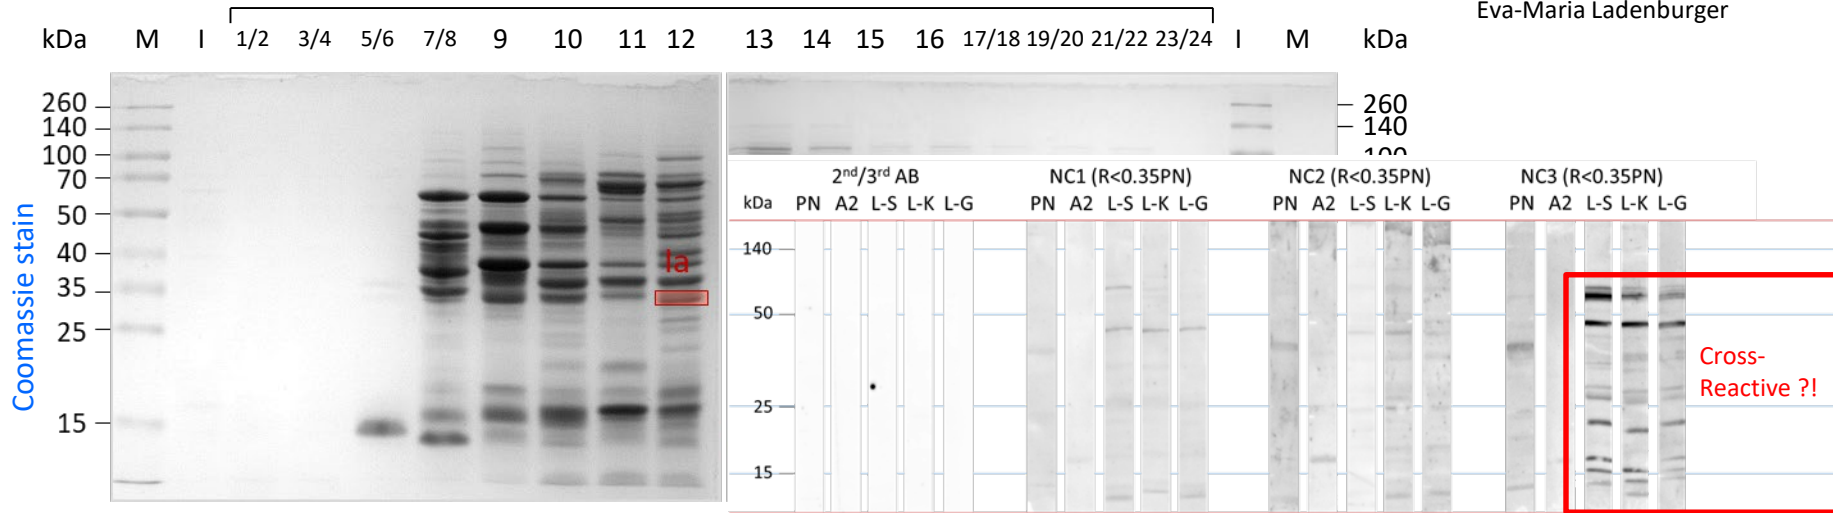 Eva-Maria Ladenburger
kDa M I 1/2 3/4 5/6 7/8 9 10 11 12 13 14 15 16 17/18 19/20 21/22 23/24 I M kDa
260
140
100
70
50
40
35
25
15
Coomassie stain
Ia
260
140
100
2nd/3rd AB NC1 (R<0.35PN) NC2 (R<0.35PN) NC3 (R<0.35PN)
kDa PN A2 L-S L-K L-G PN A2 L-S L-K L-G PN A2 L-S L-K L-G PN A2 L-S L-K L-G
140
50
25
15
Cross-
Reactive ?!